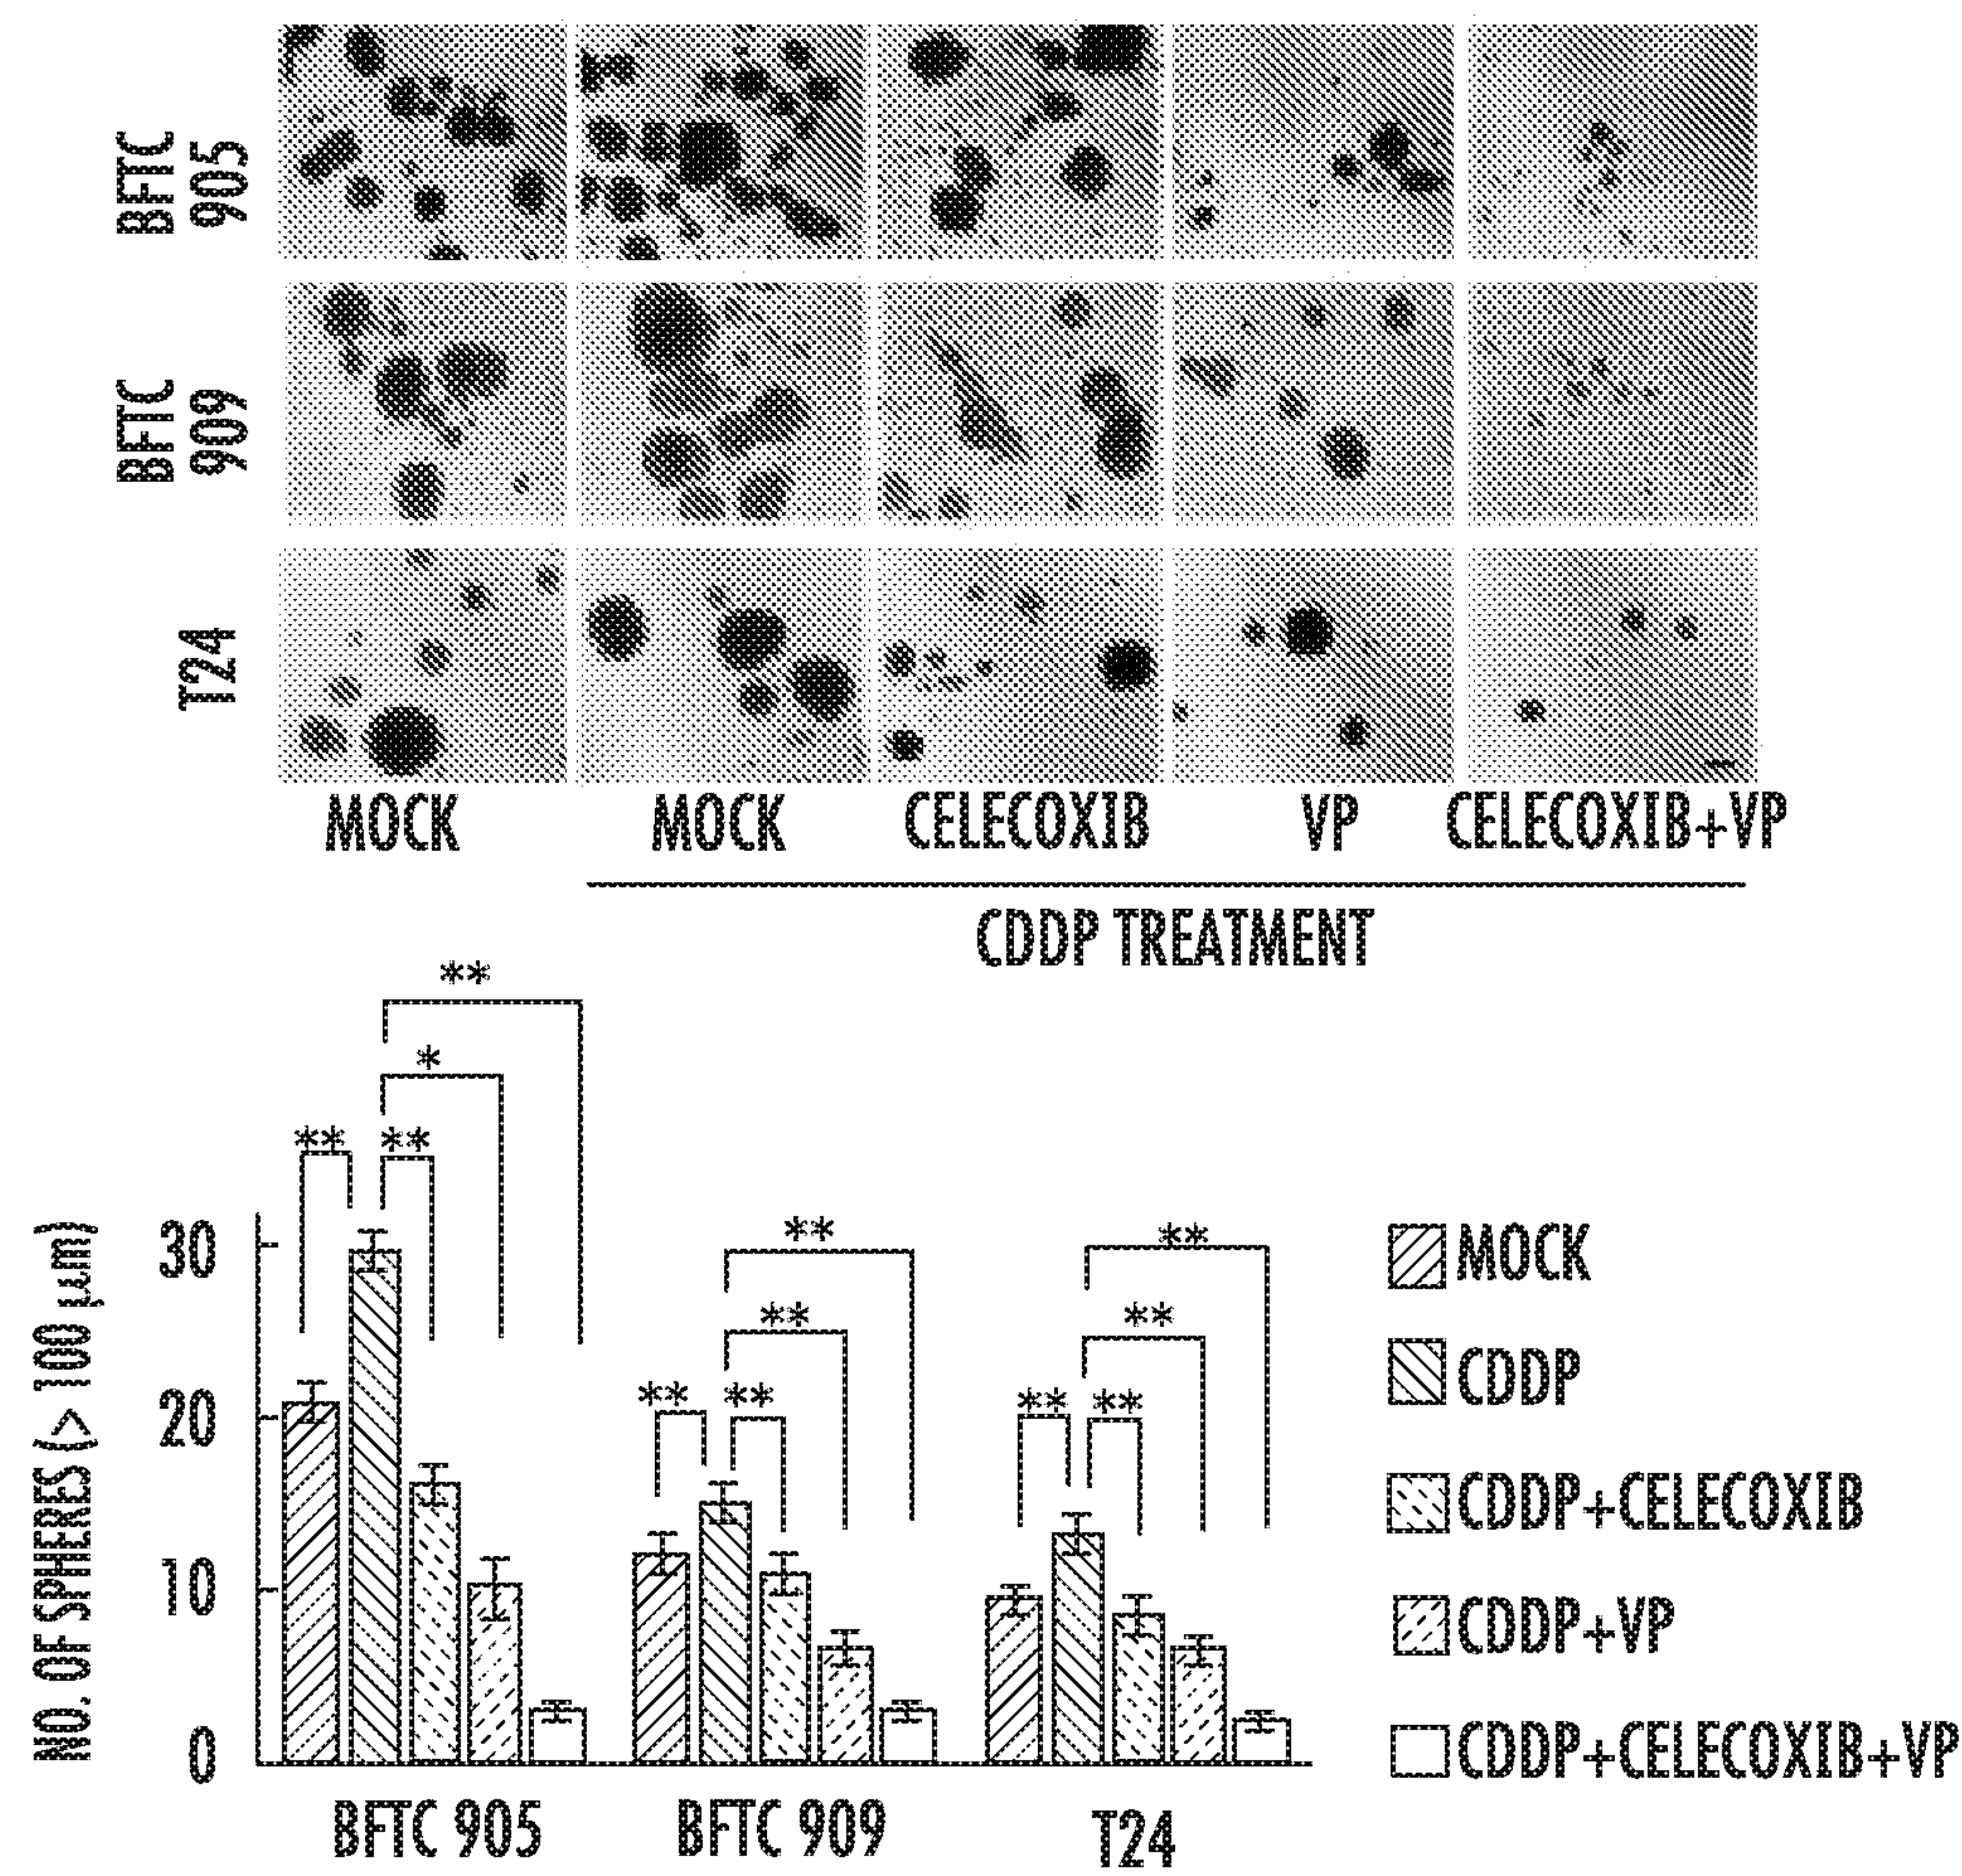 BFTC
905
BFTC
909
T24
MOCK MOCK CELECOXIB VP CELECOXIB+VP
CDDP TREATMENT
**
*
** **
**
**
** **
**
**
** **
NO. OF SPHERES (> 100 μm)
30
20
10
0
BFTC 905 BFTC 909 T24
MOCK
CDDP
CDDP+CELECOXIB
CDDP+VP
CDDP+CELECOXIB+VP